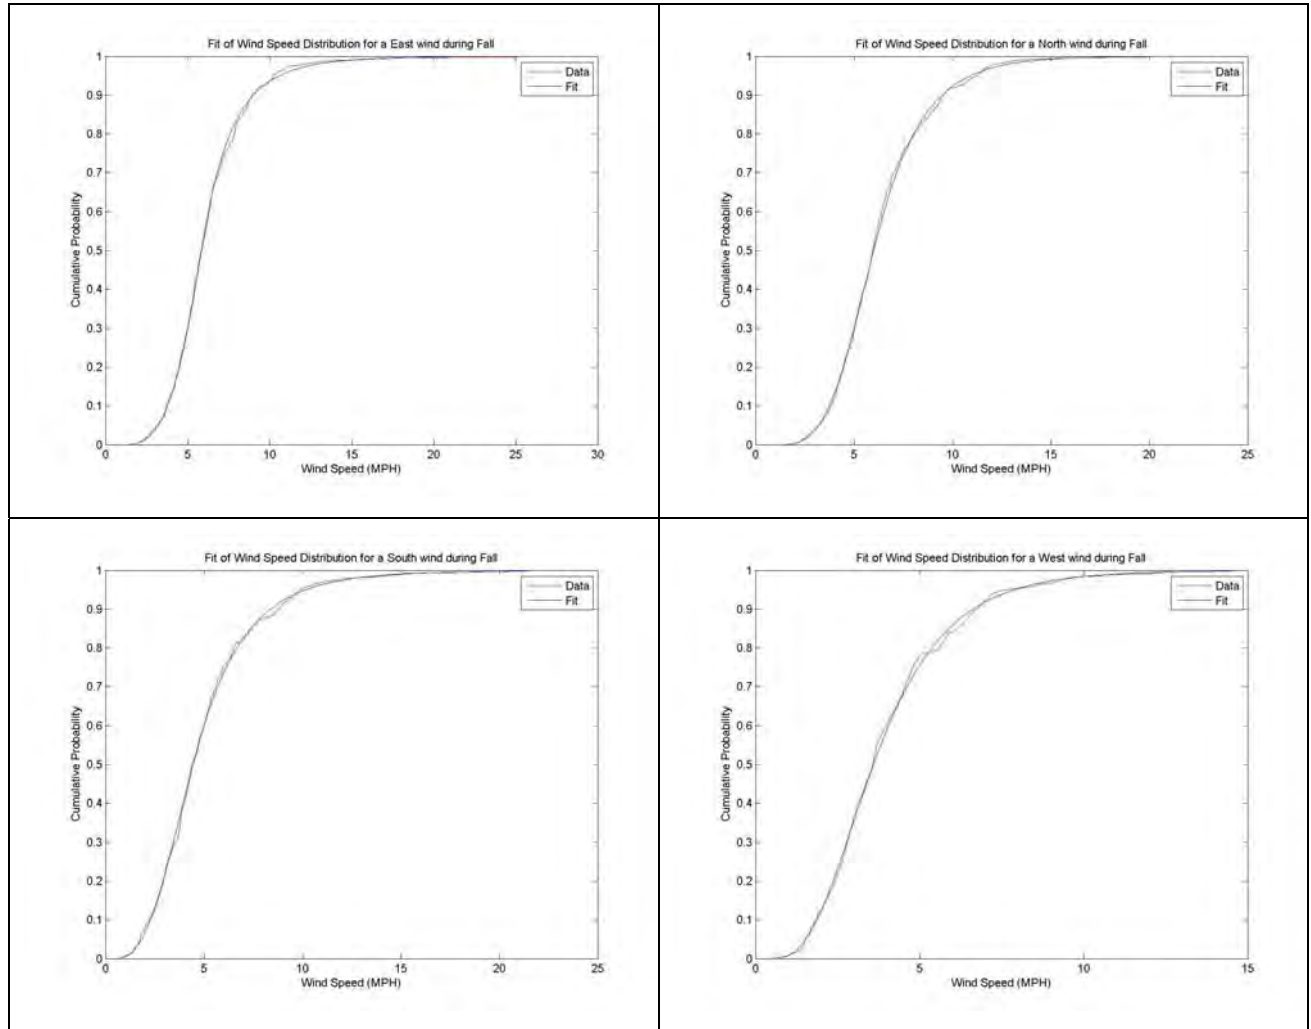 Fit of Wind Speed Distribution for a East wind during Fall
1
0.9
0.8
0.7
0.6
0.5
0.4
0.3
0.2
0.1
0
Cumulative Probability
Data
Fit
0 5 10 15 20 25 30
Wind Speed (MPH)
Fit of Wind Speed Distribution for a North wind during Fall
1
0.9
0.8
0.7
0.6
0.5
0.4
0.3
0.2
0.1
0
Cumulative Probability
Data
Fit
0 5 10 15 20 25
Wind Speed (MPH)
Fit of Wind Speed Distribution for a South wind during Fall
1
0.9
0.8
0.7
0.6
0.5
0.4
0.3
0.2
0.1
0
Cumulative Probability
Data
Fit
0 5 10 15 20 25
Wind Speed (MPH)
Fit of Wind Speed Distribution for a West wind during Fall
1
0.9
0.8
0.7
0.6
0.5
0.4
0.3
0.2
0.1
0
Cumulative Probability
Data
Fit
0 5 10 15
Wind Speed (MPH)